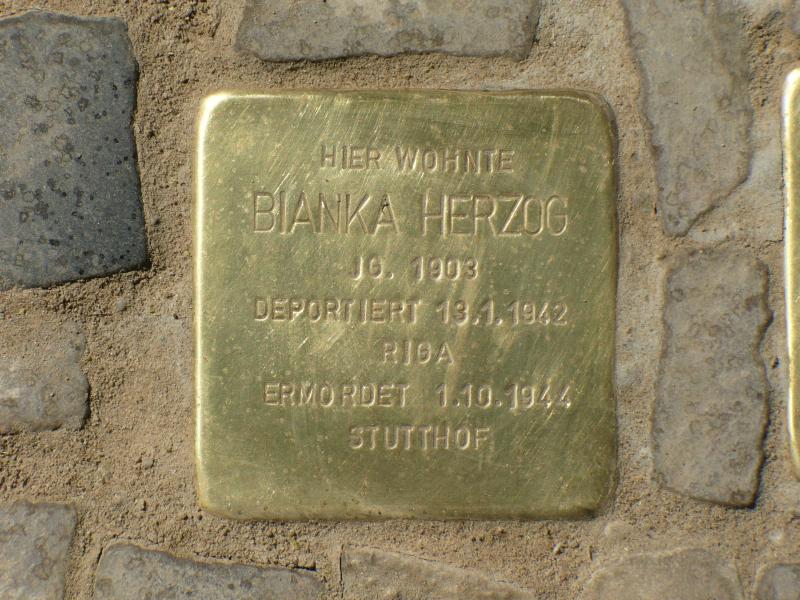 HIER WOHNTE
BIANKA HERZOG
JG. 1903
DEPORTIERT 13.1.1942
RIGA
ERMORDET 1.10.1944
STUTTHOF